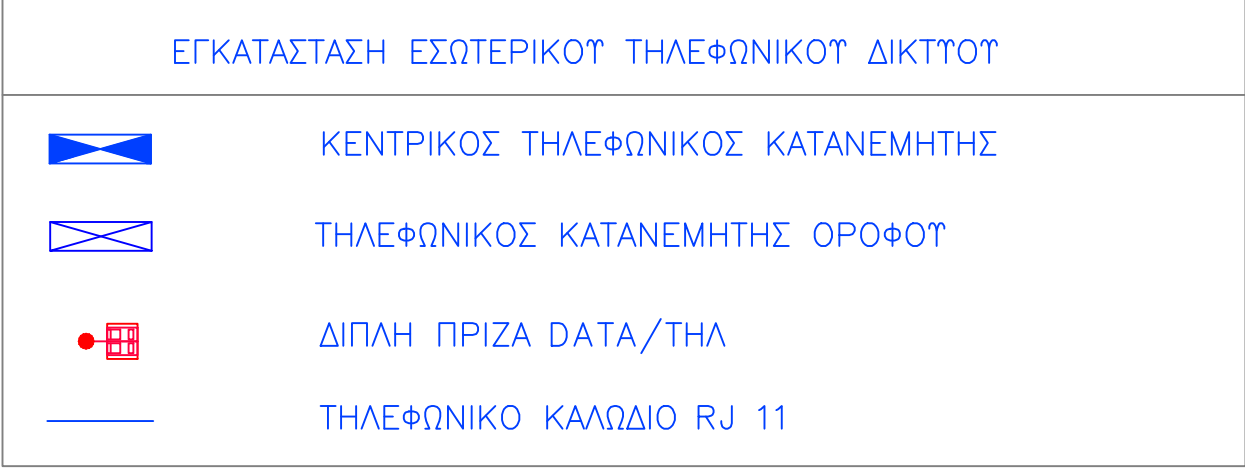 ΕΓΚΑΤΑΣΤΑΣΗ ΕΣΩΤΕΡΙΚΟΥ ΤΗΛΕΦΩΝΙΚΟΥ ΔΙΚΤΥΟΥ
ΚΕΝΤΡΙΚΟΣ ΤΗΛΕΦΩΝΙΚΟΣ ΚΑΤΑΝΕΜΗΤΗΣ
ΤΗΛΕΦΩΝΙΚΟΣ ΚΑΤΑΝΕΜΗΤΗΣ ΟΡΟΦΟΥ
ΔΙΠΛΗ ΠΡΙΖΑ DATA/ΤΗΛ
ΤΗΛΕΦΩΝΙΚΟ ΚΑΛΩΔΙΟ RJ 11